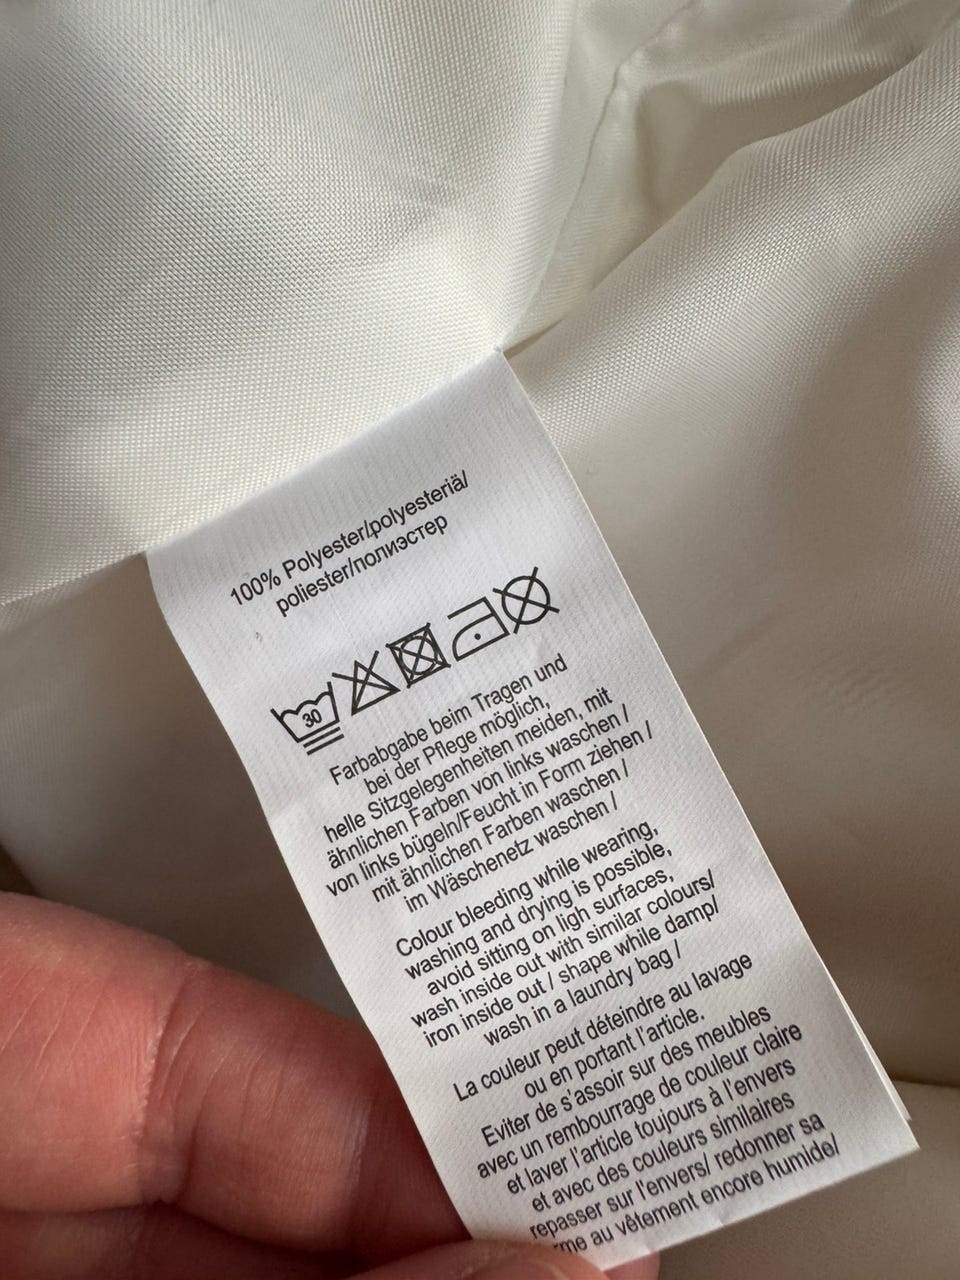 100% Polyester/polyesteriä/
poliester/полиэстер
30
Farbabgabe beim Tragen und
bei der Pflege möglich,
helle Sitzgelegenheiten meiden, mit
ähnlichen Farben von links waschen /
von links bügeln/Feucht in Form ziehen /
mit ähnlichen Farben waschen /
im Wäschenetz waschen /
Colour bleeding while wearing,
washing and drying is possible,
avoid sitting on ligh surfaces,
wash inside out with similar colours/
iron inside out / shape while damp/
wash in a laundry bag /
La couleur peut déteindre au lavage
ou en portant l'article.
Eviter de s'assoir sur des meubles
avec un rembourrage de couleur claire
et laver l'article toujours à l'envers
et avec des couleurs similaires
repasser sur l'envers/ redonner sa
au vêtement encore humide/